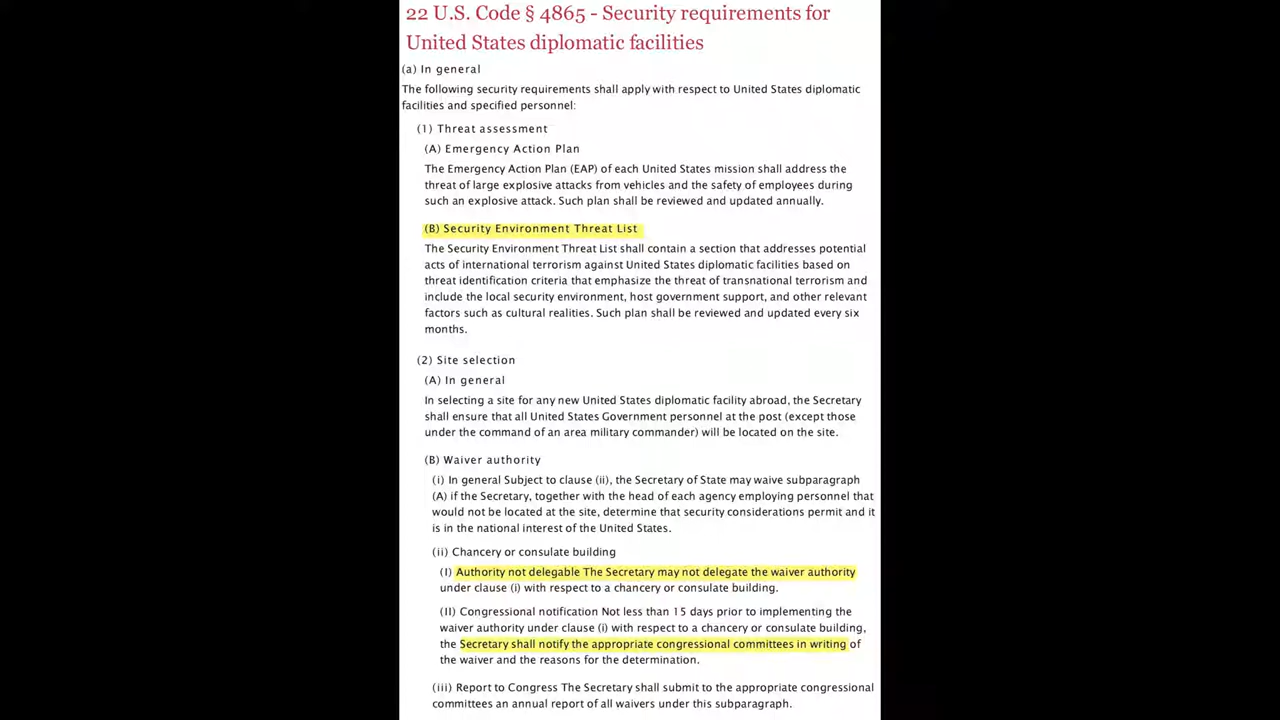 22 U.S. Code § 4865 - Security requirements for
United States diplomatic facilities
(a) In general
The following security requirements shall apply with respect to United States diplomatic
facilities and specified personnel:
(1) Threat assessment
(A) Emergency Action Plan
The Emergency Action Plan (EAP) of each United States mission shall address the
threat of large explosive attacks from vehicles and the safety of employees during
such an explosive attack. Such plan shall be reviewed and updated annually.
(B) Security Environment Threat List
The Security Environment Threat List shall contain a section that addresses potential
acts of international terrorism against United States diplomatic facilities based on
threat identification criteria that emphasize the threat of transnational terrorism and
include the local security environment, host government support, and other relevant
factors such as cultural realities. Such plan shall be reviewed and updated every six
months.
(2) Site selection
(A) In general
In selecting a site for any new United States diplomatic facility abroad, the Secretary
shall ensure that all United States Government personnel at the post (except those
under the command of an area military commander) will be located on the site.
(B) Waiver authority
(i) In general Subject to clause (ii), the Secretary of State may waive subparagraph
(A) if the Secretary, together with the head of each agency employing personnel that
would not be located at the site, determine that security considerations permit and it
is in the national interest of the United States.
(ii) Chancery or consulate building
(I) Authority not delegable The Secretary may not delegate the waiver authority
under clause (i) with respect to a chancery or consulate building.
(II) Congressional notification Not less than 15 days prior to implementing the
waiver authority under clause (i) with respect to a chancery or consulate building,
the Secretary shall notify the appropriate congressional committees in writing of
the waiver and the reasons for the determination.
(iii) Report to Congress The Secretary shall submit to the appropriate congressional
committees an annual report of all waivers under this subparagraph.